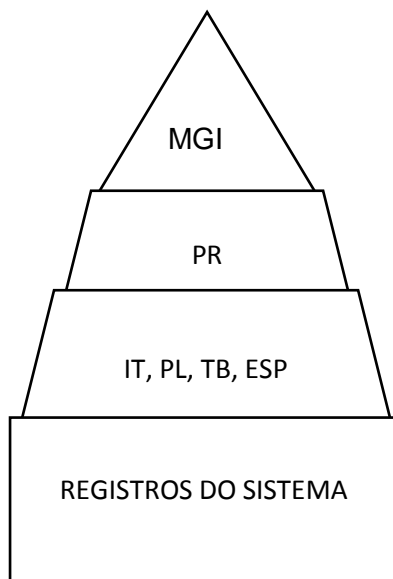 MGI
PR
IT, PL, TB, ESP
REGISTROS DO SISTEMA